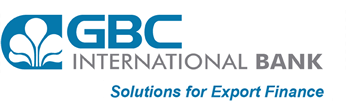 GBC
INTERNATIONAL BANK
Solutions for Export Finance